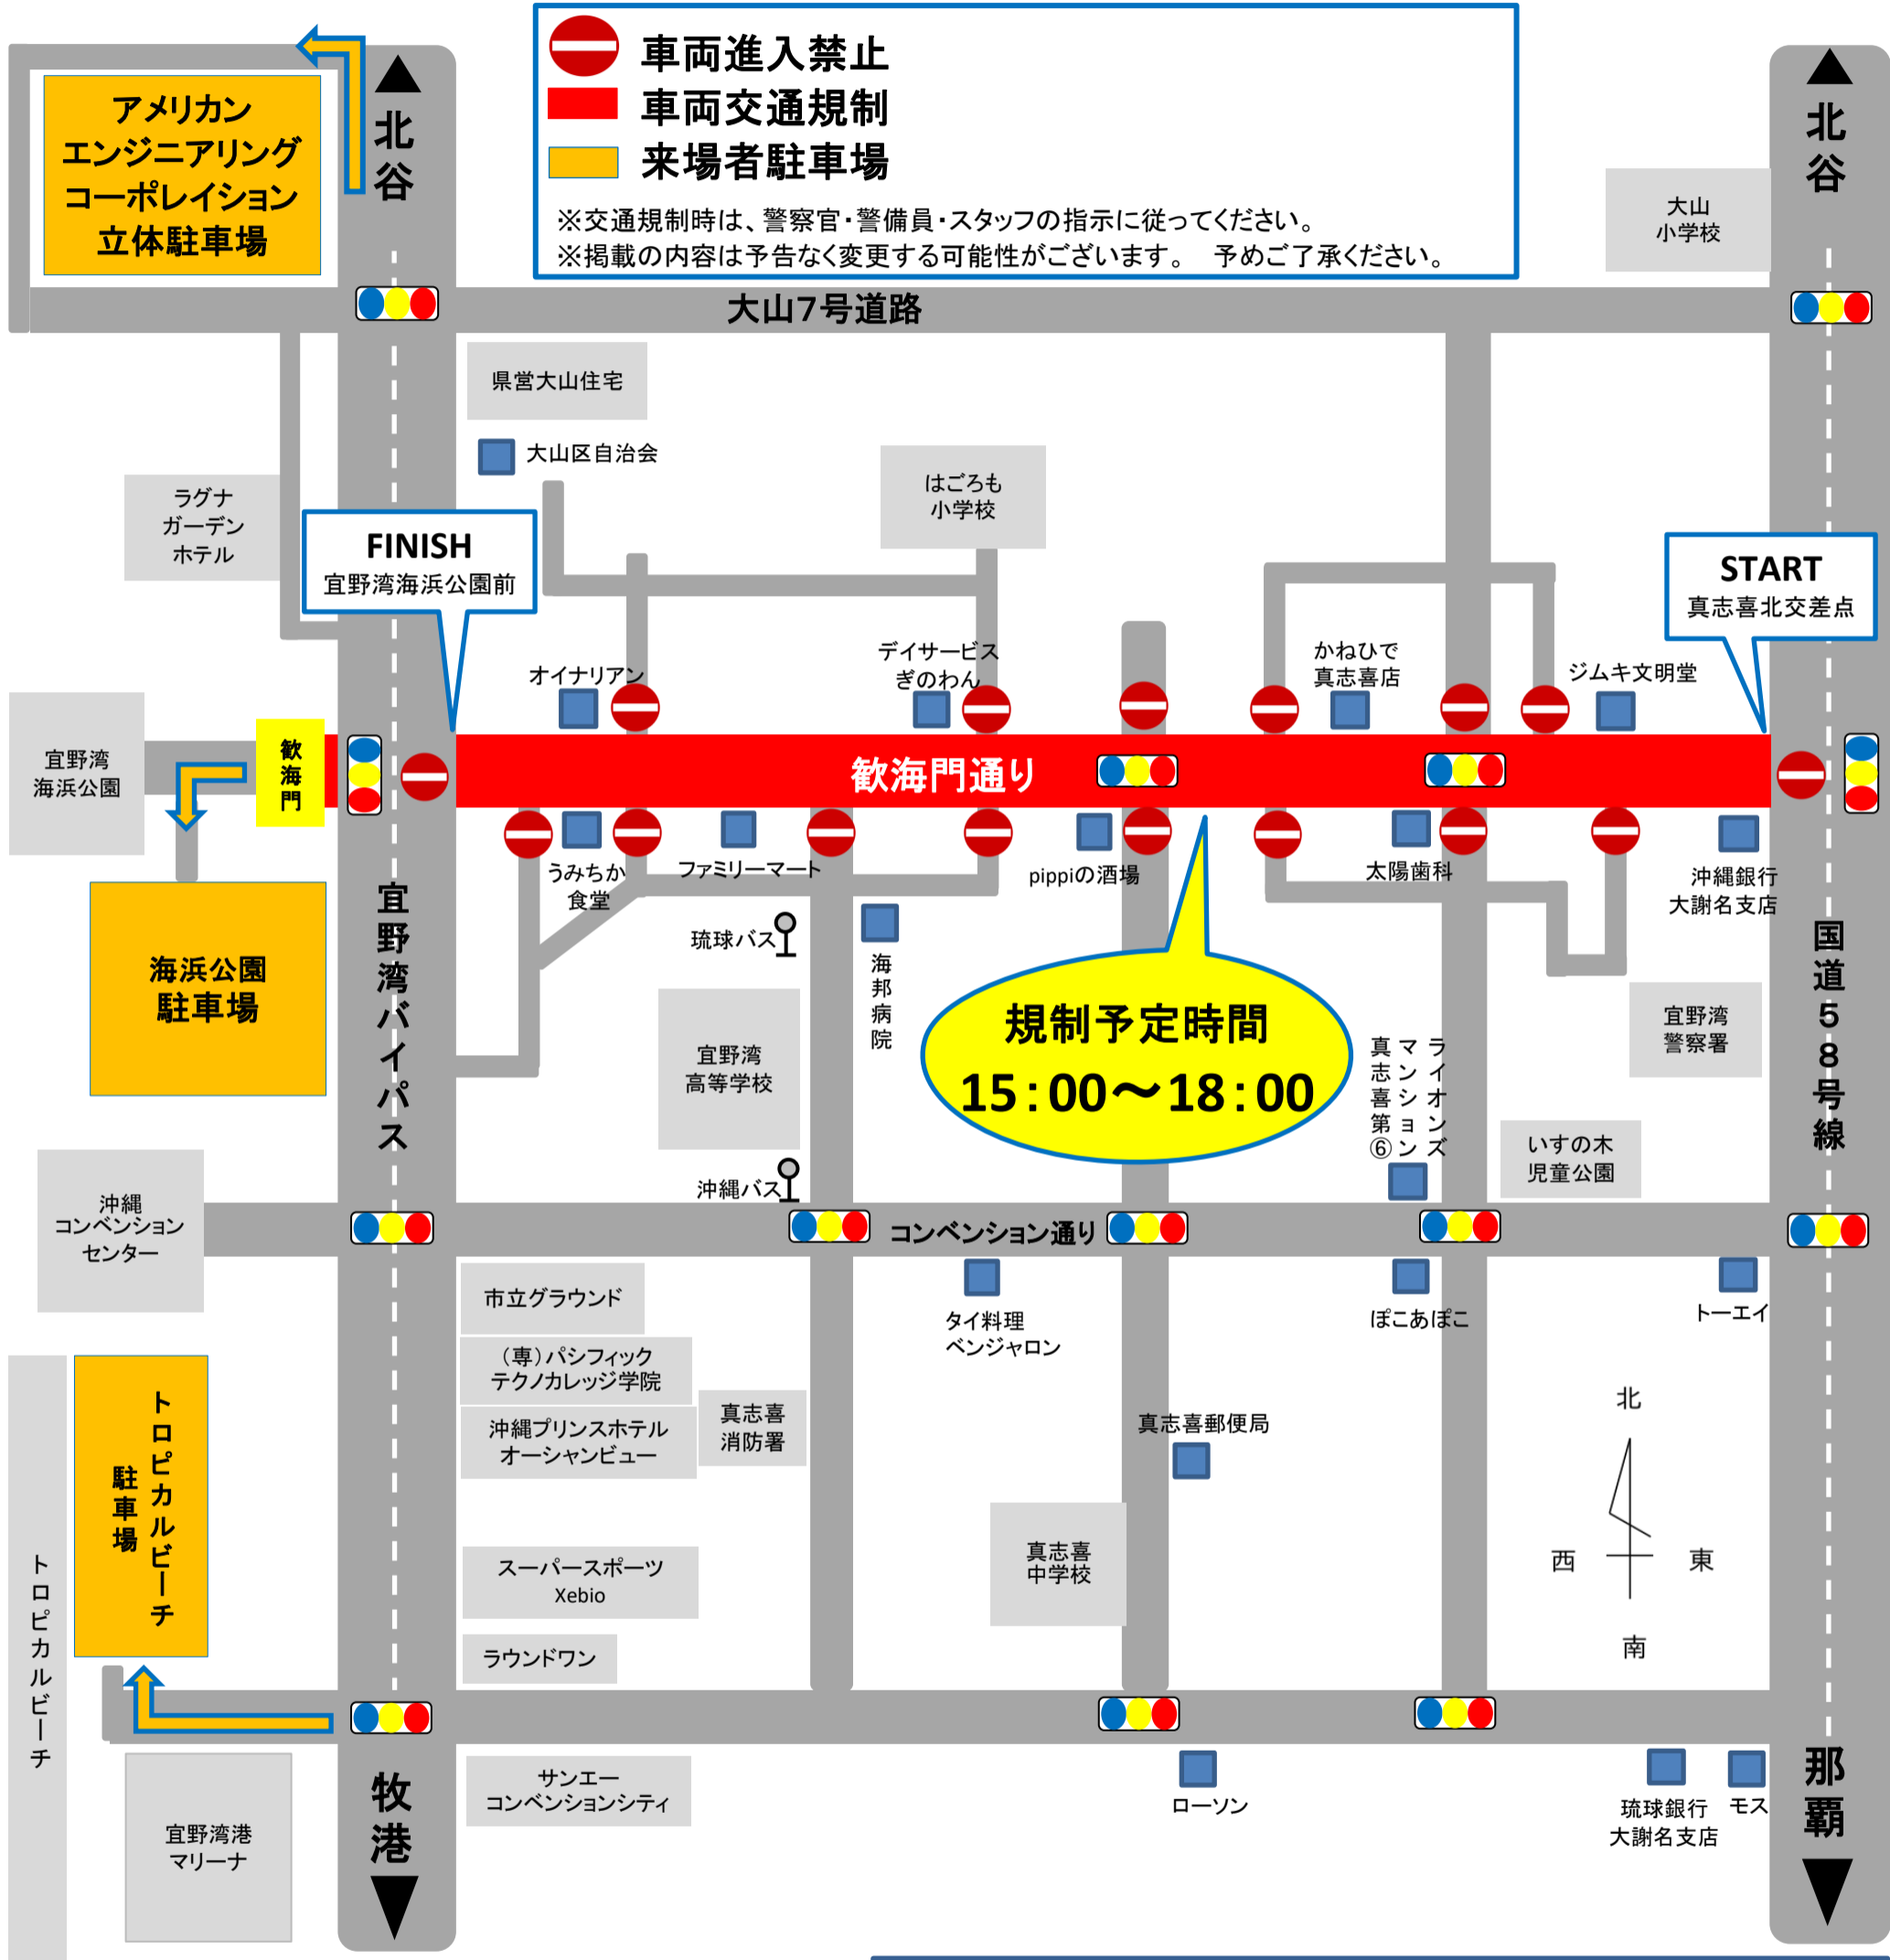 車両進入禁止
車両交通規制
来場者駐車場
※交通規制時は、警察官・警備員・スタッフの指示に従ってください。
※掲載の内容は予告なく変更する可能性がございます。　予めご了承ください。
アメリカン
エンジニアリング
コーポレイション
立体駐車場
北谷
北谷
大山
小学校
大山7号道路
県営大山住宅
大山区自治会
はごろも
小学校
ラグナ
ガーデン
ホテル
FINISH
宜野湾海浜公園前
START
真志喜北交差点
オイナリアン
デイサービス
ぎのわん
かねひで
真志喜店
ジムキ文明堂
宜野湾
海浜公園
歓海門
歓海門通り
うみちか
食堂
ファミリーマート
pippiの酒場
太陽歯科
沖縄銀行
大謝名支店
琉球バス
海邦病院
海浜公園
駐車場
宜野湾バイパス
国道58号線
規制予定時間
15：00～18：00
宜野湾
高等学校
宜野湾
警察署
ライオンズ
マンション
真志喜第⑥
いすの木
児童公園
沖縄バス
沖縄
コンベンション
センター
コンベンション通り
市立グラウンド
タイ料理
ベンジャロン
ぽこあぽこ
トーエイ
（専）パシフィック
テクノカレッジ学院
沖縄プリンスホテル
オーシャンビュー
真志喜
消防署
真志喜郵便局
トロピカルビーチ
駐車場
トロピカルビーチ
スーパースポーツ
Xebio
真志喜
中学校
北
西
東
南
ラウンドワン
サンエー
コンベンションシティ
ローソン
琉球銀行
大謝名支店
モス
宜野湾港
マリーナ
牧港
那覇